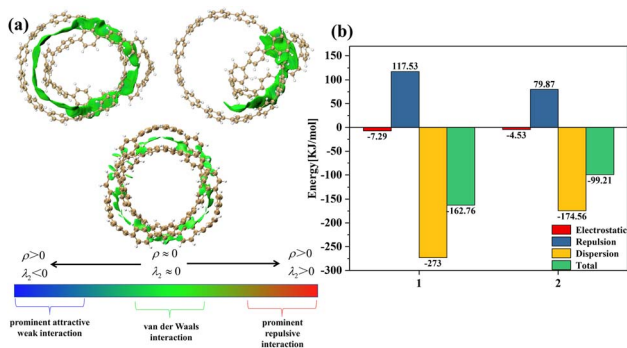 (a)
ρ>0
ρ≈0
ρ>0
λ₂<0
λ₂≈0
λ₂>0
prominent attractive
weak interaction
van der Waals
interaction
prominent
repulsive
interaction
(b)
Energy[KJ/mol]
100
50
0
-50
-100
-150
-200
-250
-300
117.53
79.87
-7.29
-4.53
-162.76
-99.21
-174.56
-273
Electrostatic
Repulsion
Dispersion
Total
1
2